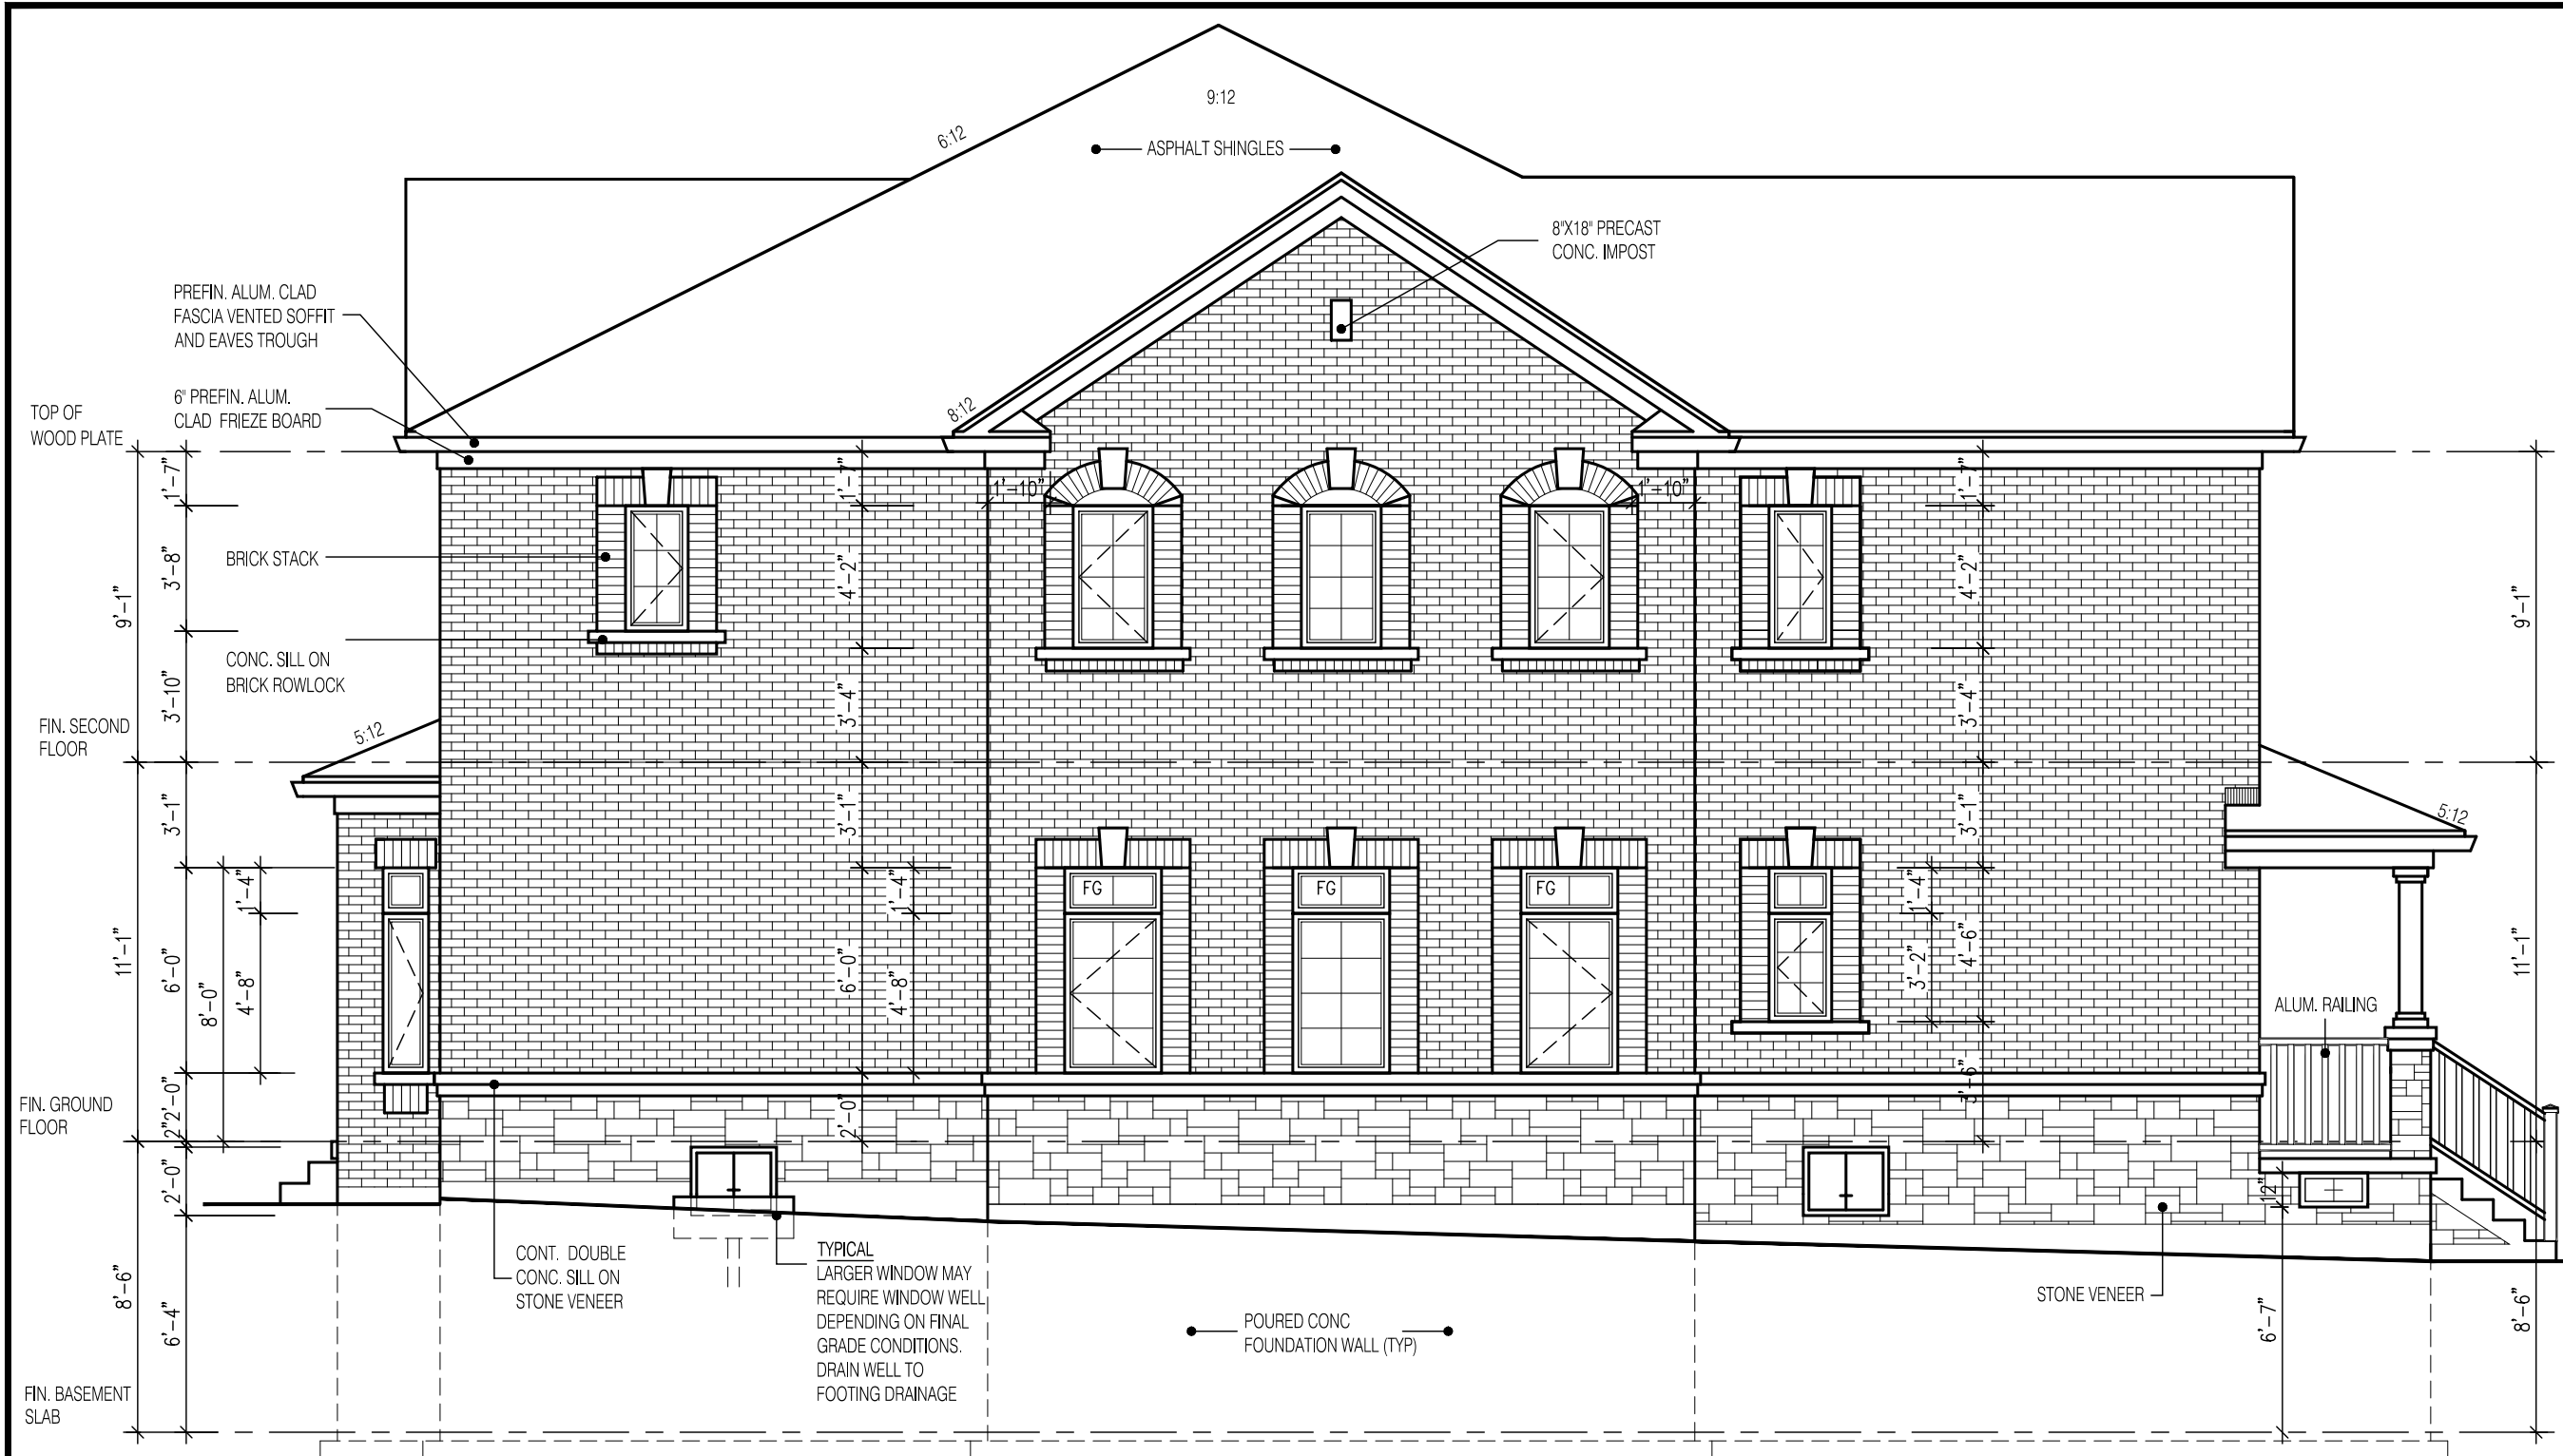 9:12
6:12
ASPHALT SHINGLES
8"X18" PRECAST
CONC. IMPOST
PREFIN. ALUM. CLAD
FASCIA VENTED SOFFIT
AND EAVES TROUGH
6" PREFIN. ALUM.
CLAD FRIEZE BOARD
8:12
TOP OF
WOOD PLATE
1'-7"
1'-7"
1'-10"
1'-10"
1'-7"
BRICK STACK
3'-8"
4'-2"
4'-2"
9'-1"
9'-1"
CONC. SILL ON
BRICK ROWLOCK
3'-10"
3'-4"
3'-4"
FIN. SECOND
FLOOR
5:12
3'-1"
3'-1"
3'-1"
5:12
1'-4"
1'-4"
FG
FG
FG
1'-4"
11'-1"
6'-0"
8'-0"
4'-8"
6'-0"
4'-8"
3'-2"
4'-6"
11'-1"
ALUM. RAILING
FIN. GROUND
FLOOR
2'-0"
2"
2'-0"
3'-6"
2'-0"
12"
CONT. DOUBLE
CONC. SILL ON
STONE VENEER
TYPICAL
LARGER WINDOW MAY
REQUIRE WINDOW WELL
DEPENDING ON FINAL
GRADE CONDITIONS.
DRAIN WELL TO
FOOTING DRAINAGE
POURED CONC
FOUNDATION WALL (TYP)
STONE VENEER
8'-6"
6'-4"
6'-7"
8'-6"
FIN. BASEMENT
SLAB